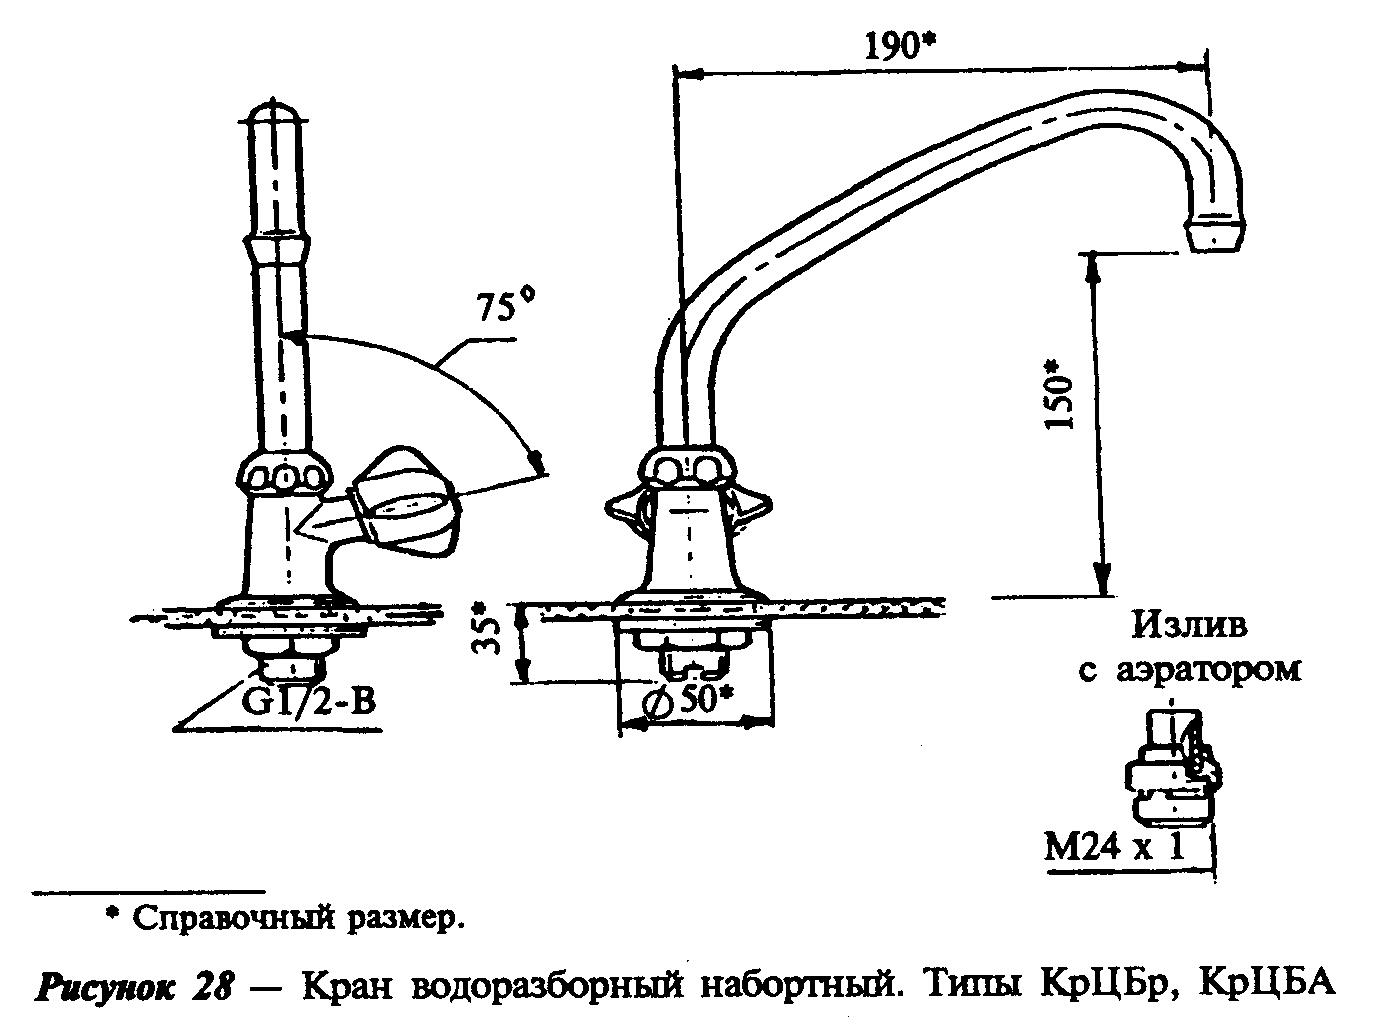 190*
75°
150*
35*
G1/2-В
⌀50*
Излив
с аэратором
М24 х 1
* Справочный размер.
Рисунок 28 — Кран водоразборный набортный. Типы КрЦБр, КрЦБА